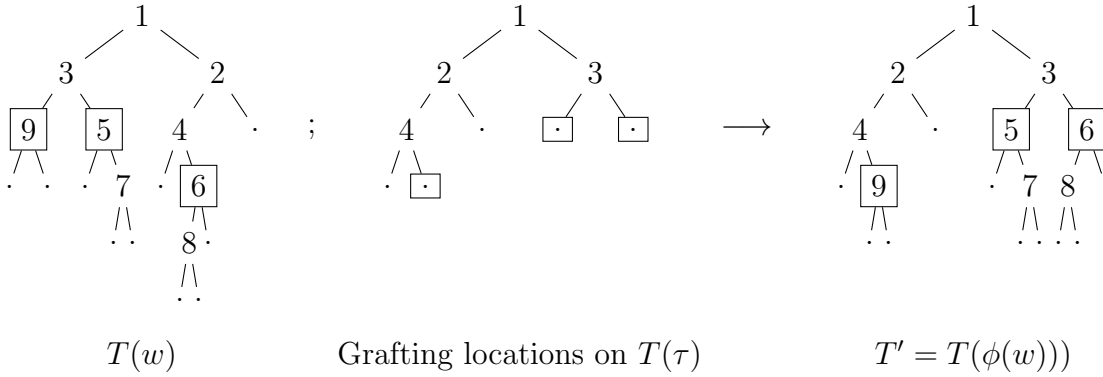 1 1 1
3 2 2 3 2 3
9 5 4 · ; 4 · · · ⟶ 4 · 5 6
· · · 7 · 6 · · · 9 · 7 8 ·
· · 8 · · · · · · ·
· ·
T(w) Grafting locations on T(τ) T′ = T(ϕ(w)))